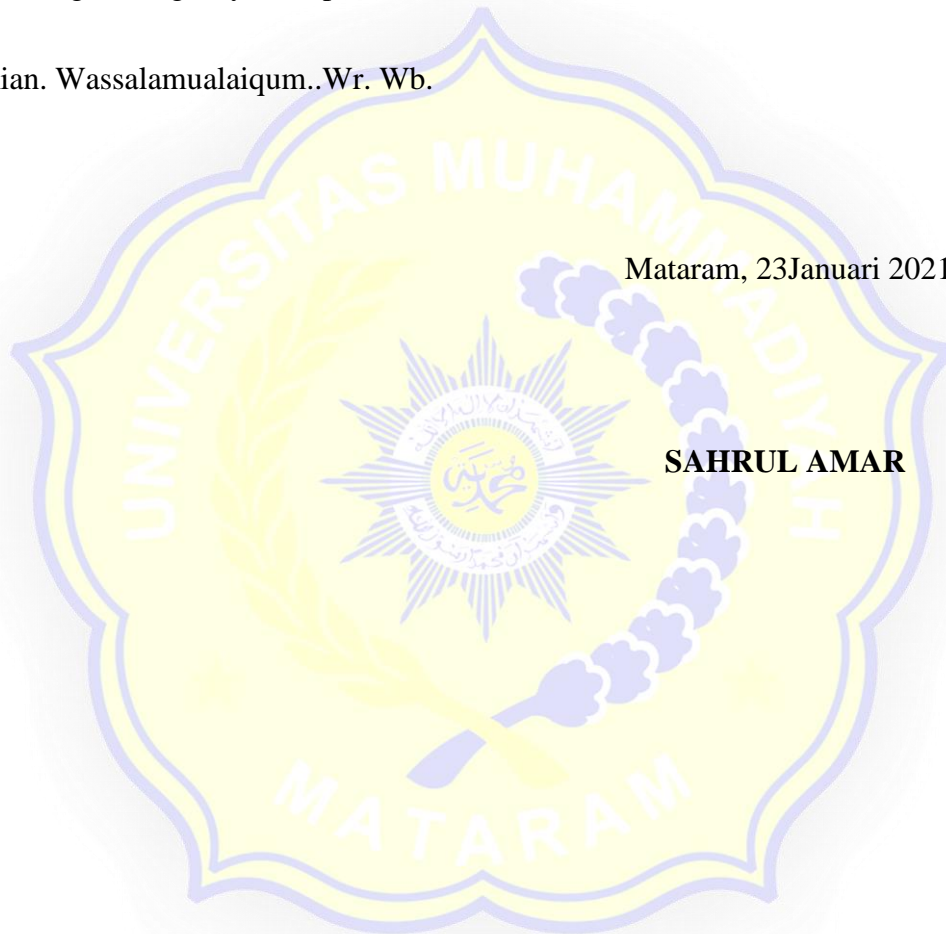 ian. Wassalamualaiqum..Wr. Wb.
Mataram, 23Januari 2021
UNIVERSITAS MUHAMMADIYAH
SAHRUL AMAR
MATARAM